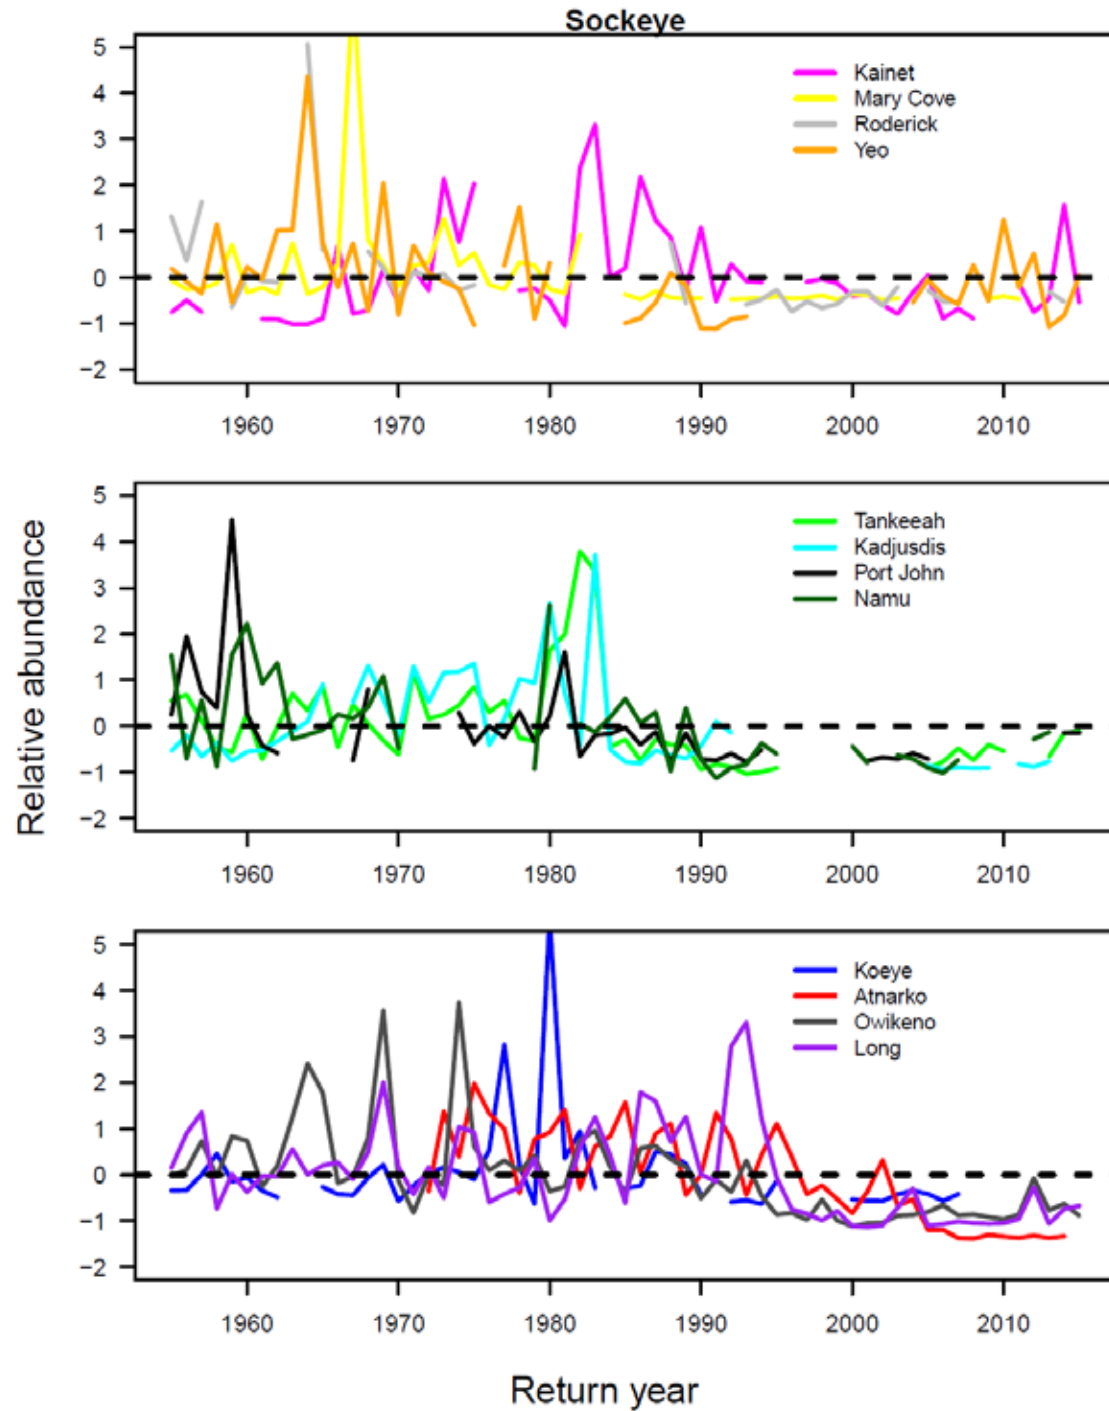 Sockeye
5
4
3
2
1
0
−1
−2
Kainet
Mary Cove
Roderick
Yeo
1960 1970 1980 1990 2000 2010
Relative abundance
5
4
3
2
1
0
−1
−2
Tankeeah
Kadjusdis
Port John
Namu
1960 1970 1980 1990 2000 2010
5
4
3
2
1
0
−1
−2
Koeye
Atnarko
Owikeno
Long
1960 1970 1980 1990 2000 2010
Return year